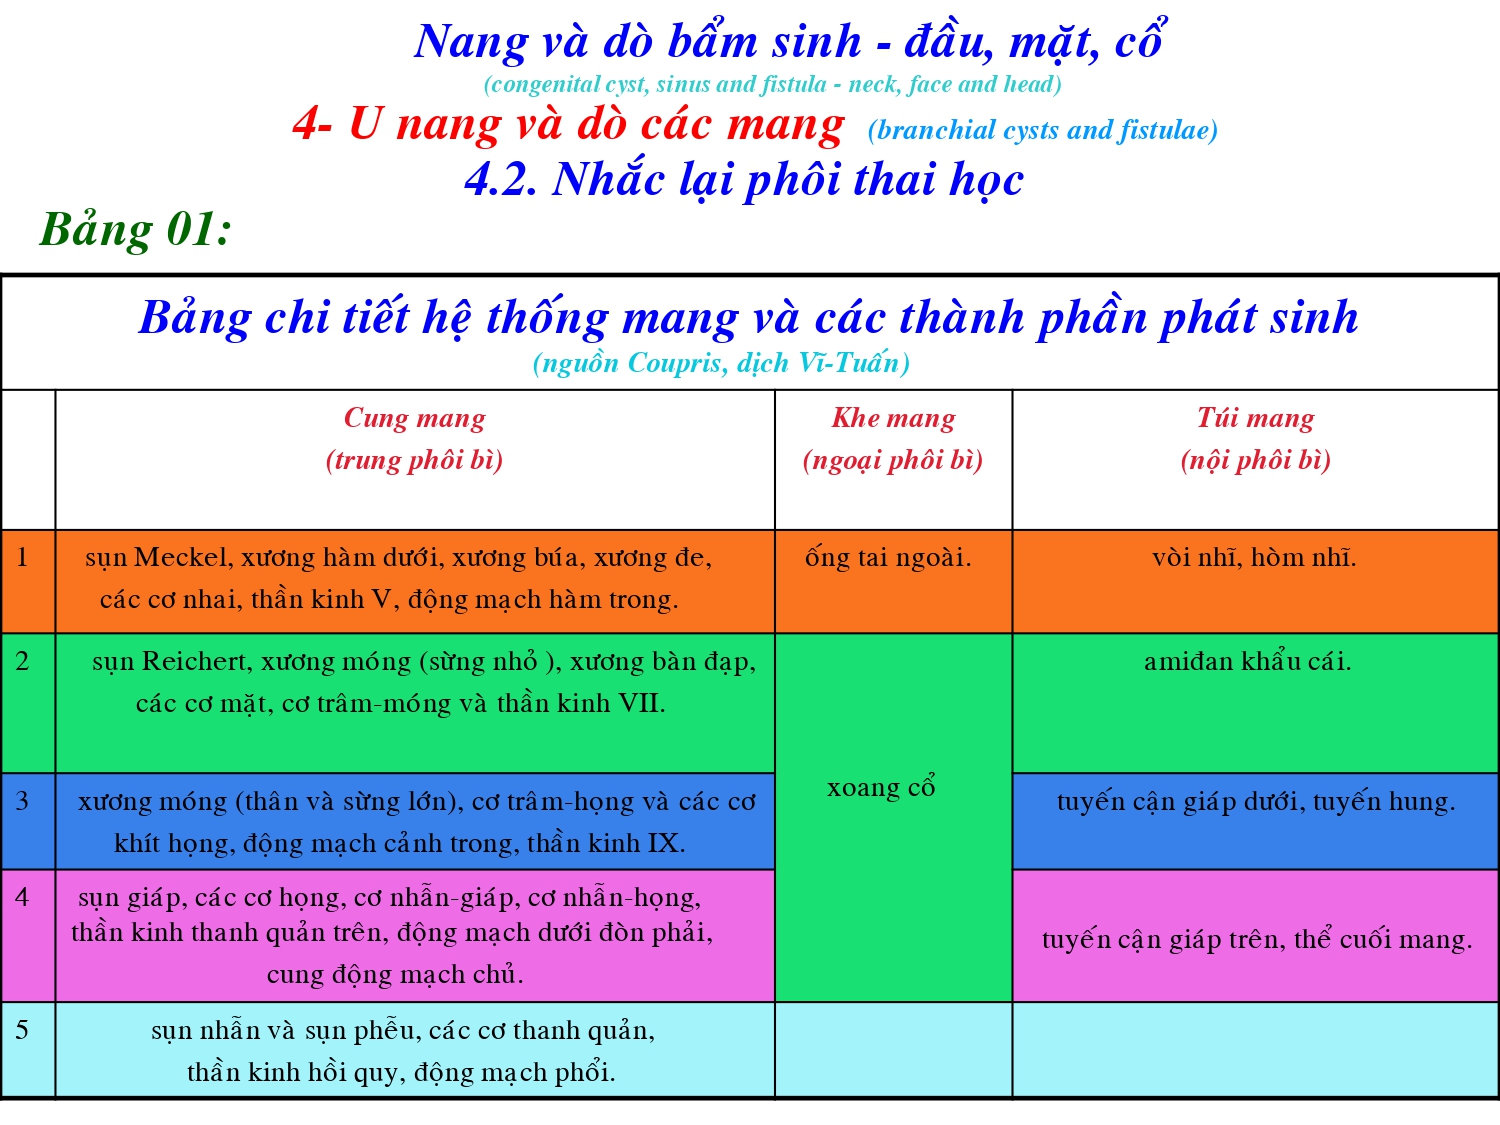 Nang và dò bẩm sinh - đầu, mặt, cổ
(congenital cyst, sinus and fistula - neck, face and head)
4- U nang và dò các mang (branchial cysts and fistulae)
4.2. Nhắc lại phôi thai học
Bảng 01:
Bảng chi tiết hệ thống mang và các thành phần phát sinh
(nguồn Coupris, dịch Vĩ-Tuấn)
Cung mang
(trung phôi bì)
Khe mang
(ngoại phôi bì)
Túi mang
(nội phôi bì)
1
sụn Meckel, xương hàm dưới, xương búa, xương đe,
các cơ nhai, thần kinh V, động mạch hàm trong.
ống tai ngoài.
vòi nhĩ, hòm nhĩ.
2
sụn Reichert, xương móng (sừng nhỏ ), xương bàn đạp,
các cơ mặt, cơ trâm-móng và thần kinh VII.
xoang cổ
amiđan khẩu cái.
3
xương móng (thân và sừng lớn), cơ trâm-họng và các cơ
khít họng, động mạch cảnh trong, thần kinh IX.
tuyến cận giáp dưới, tuyến hung.
4
sụn giáp, các cơ họng, cơ nhẫn-giáp, cơ nhẫn-họng,
thần kinh thanh quản trên, động mạch dưới đòn phải,
cung động mạch chủ.
tuyến cận giáp trên, thể cuối mang.
5
sụn nhẫn và sụn phễu, các cơ thanh quản,
thần kinh hồi quy, động mạch phổi.